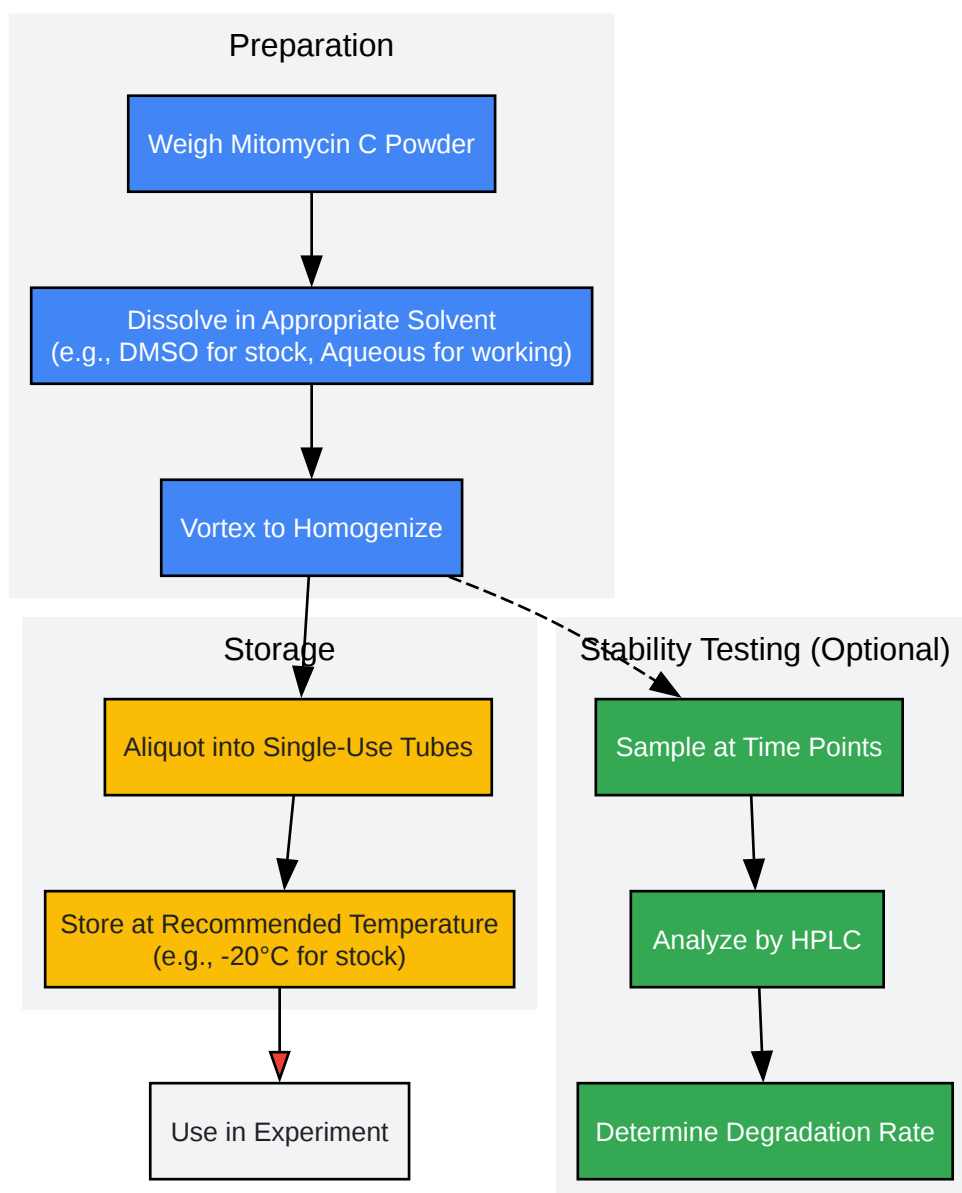 Preparation
Weigh Mitomycin C Powder
Dissolve in Appropriate Solvent
(e.g., DMSO for stock, Aqueous for working)
Vortex to Homogenize
Storage
Aliquot into Single-Use Tubes
Store at Recommended Temperature
(e.g., -20°C for stock)
Use in Experiment
Stability Testing (Optional)
Sample at Time Points
Analyze by HPLC
Determine Degradation Rate